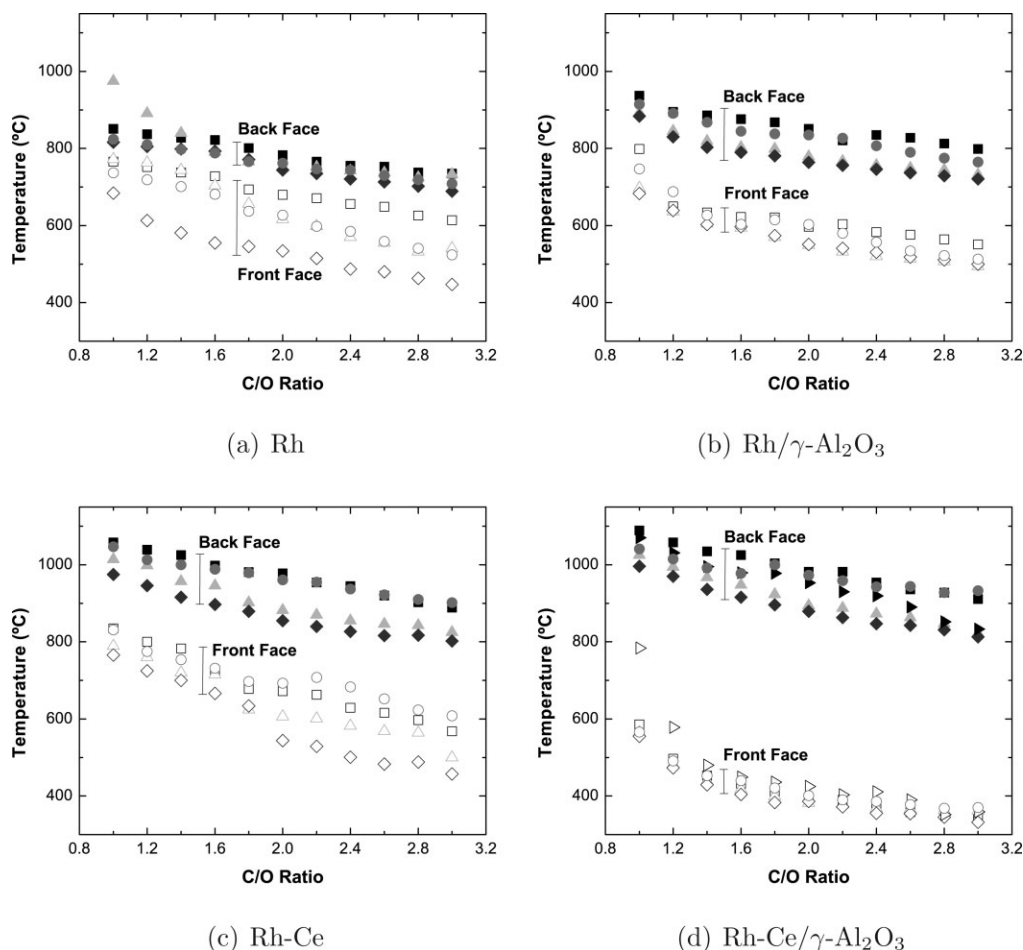 1000
800
600
400
Temperature (ºC)
Back Face
Front Face
0.8 1.2 1.6 2.0 2.4 2.8 3.2
C/O Ratio
(a) Rh
1000
800
600
400
Temperature (ºC)
Back Face
Front Face
0.8 1.2 1.6 2.0 2.4 2.8 3.2
C/O Ratio
(b) Rh/γ-Al₂O₃
1000
800
600
400
Temperature (ºC)
Back Face
Front Face
0.8 1.2 1.6 2.0 2.4 2.8 3.2
C/O Ratio
(c) Rh-Ce
1000
800
600
400
Temperature (ºC)
Back Face
Front Face
0.8 1.2 1.6 2.0 2.4 2.8 3.2
C/O Ratio
(d) Rh-Ce/γ-Al₂O₃